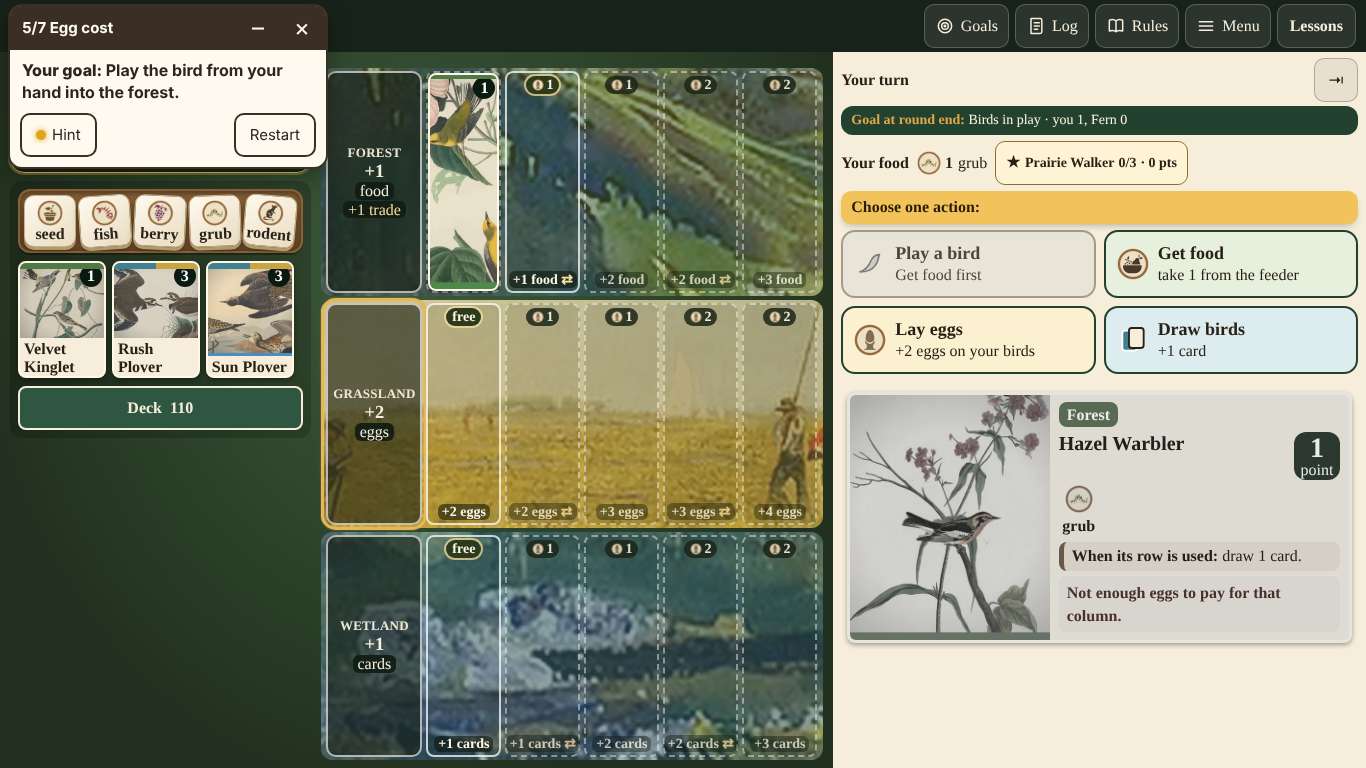 5/7 Egg cost
Your goal: Play the bird from your
hand into the forest.
Hint
Restart
Goals
Log
Rules
Menu
Lessons
seed
fish
berry
grub
rodent
1
Velvet
Kinglet
3
Rush
Plover
3
Sun Plover
Deck 110
FOREST
+1
food
+1 trade
1
1
+1 food ⇄
1
+2 food
2
+2 food ⇄
2
+3 food
GRASSLAND
+2
eggs
free
+2 eggs
1
+2 eggs ⇄
1
+3 eggs
2
+3 eggs ⇄
2
+4 eggs
WETLAND
+1
cards
free
+1 cards
1
+1 cards ⇄
1
+2 cards
2
+2 cards ⇄
2
+3 cards
Your turn
Goal at round end: Birds in play · you 1, Fern 0
Your food 1 grub ★ Prairie Walker 0/3 · 0 pts
Choose one action:
Play a bird
Get food first
Get food
take 1 from the feeder
Lay eggs
+2 eggs on your birds
Draw birds
+1 card
Forest
Hazel Warbler
1
point
grub
When its row is used: draw 1 card.
Not enough eggs to pay for that
column.